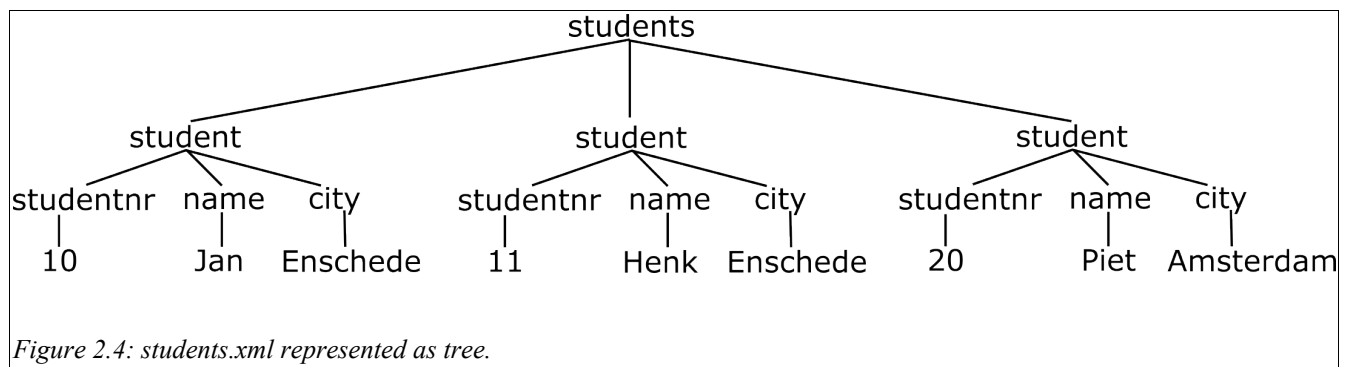 students
student student student
studentnr name city studentnr name city studentnr name city
10 Jan Enschede 11 Henk Enschede 20 Piet Amsterdam
Figure 2.4: students.xml represented as tree.